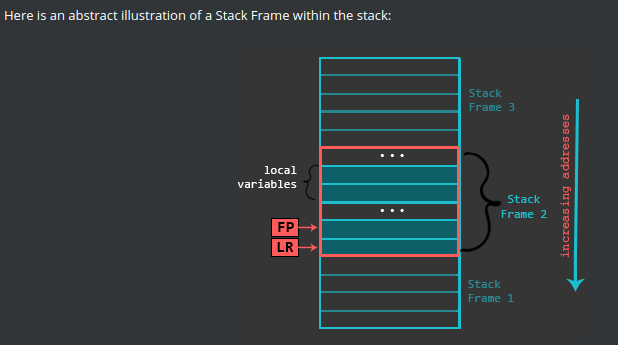 Here is an abstract illustration of a Stack Frame within the stack:
Stack
Frame 3
...
local
variables
...
Stack
Frame 2
FP
LR
Stack
Frame 1
increasing addresses